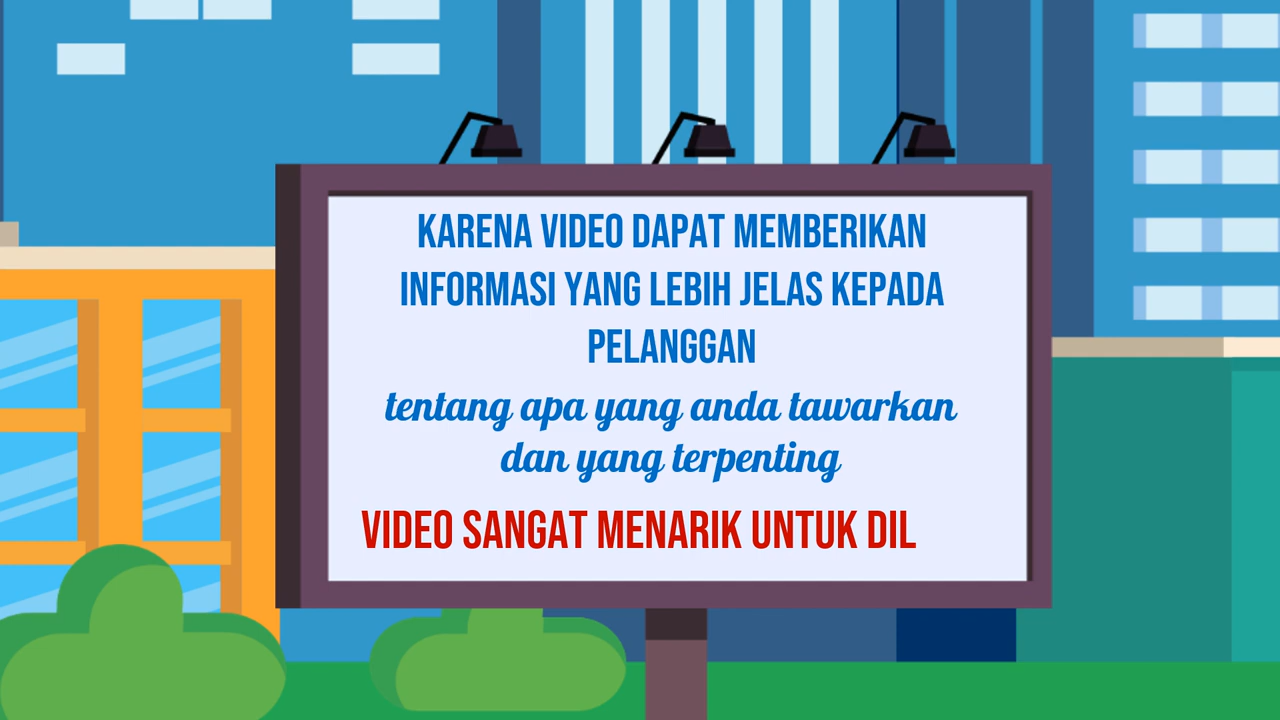 KARENA VIDEO DAPAT MEMBERIKAN
INFORMASI YANG LEBIH JELAS KEPADA
PELANGGAN
tentang apa yang anda tawarkan
dan yang terpenting
VIDEO SANGAT MENARIK UNTUK DIL